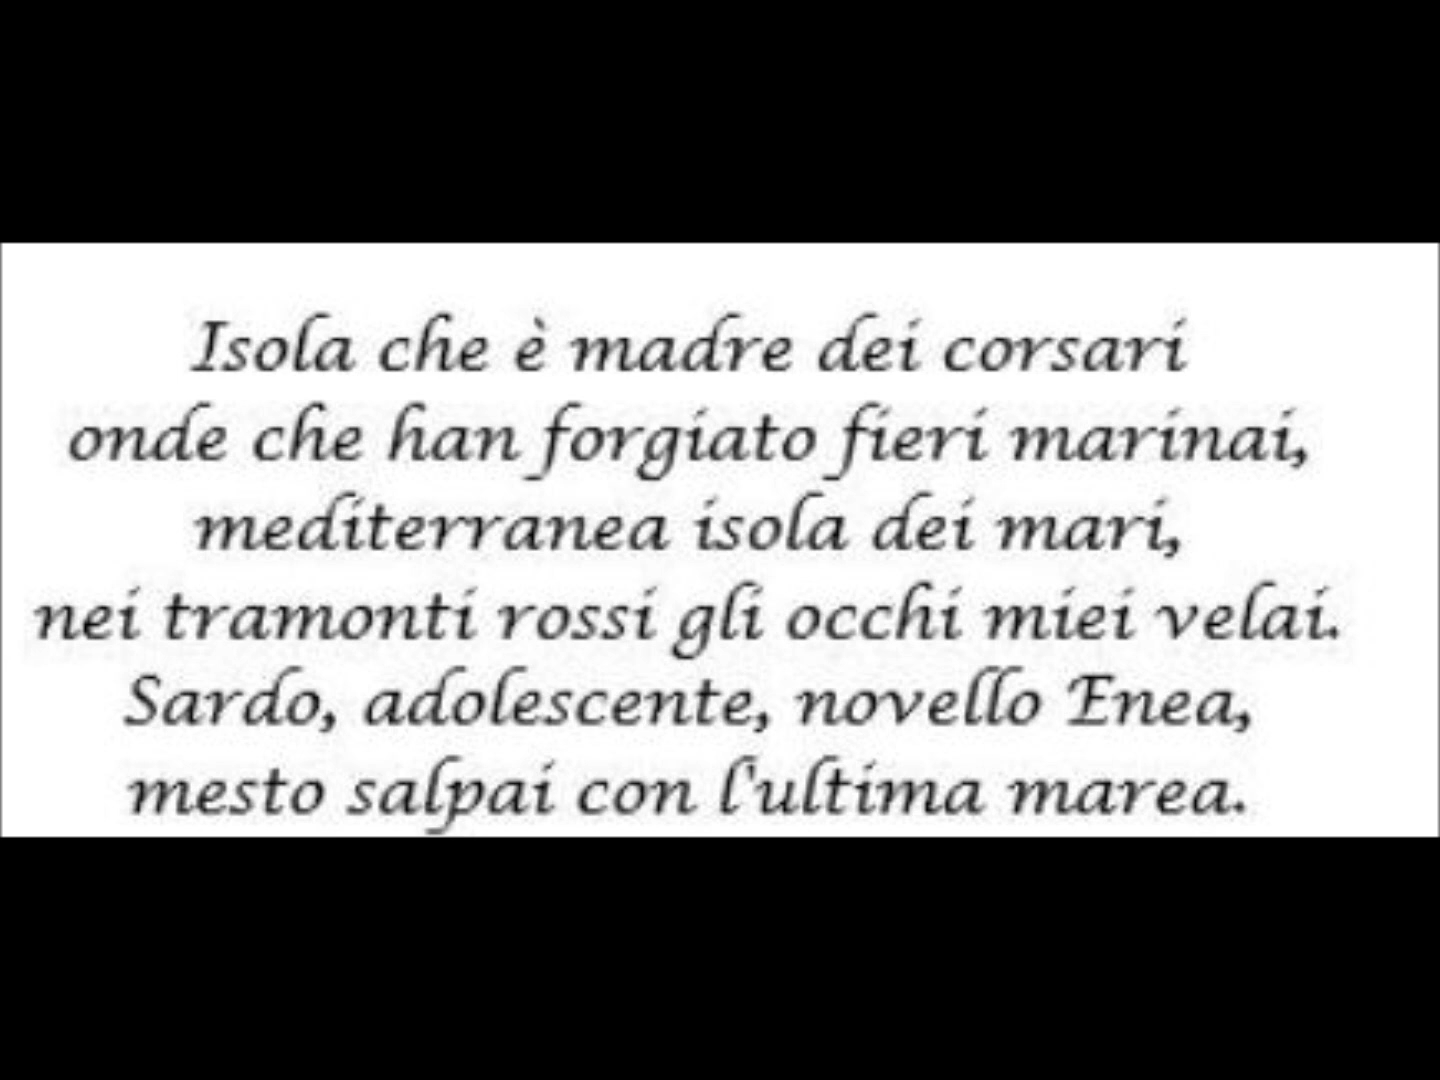 Isola che è madre dei corsari
onde che han forgiato fieri marinai,
mediterranea isola dei mari,
nei tramonti rossi gli occhi miei velai.
Sardo, adolescente, novello Enea,
mesto salpai con l'ultima marea.